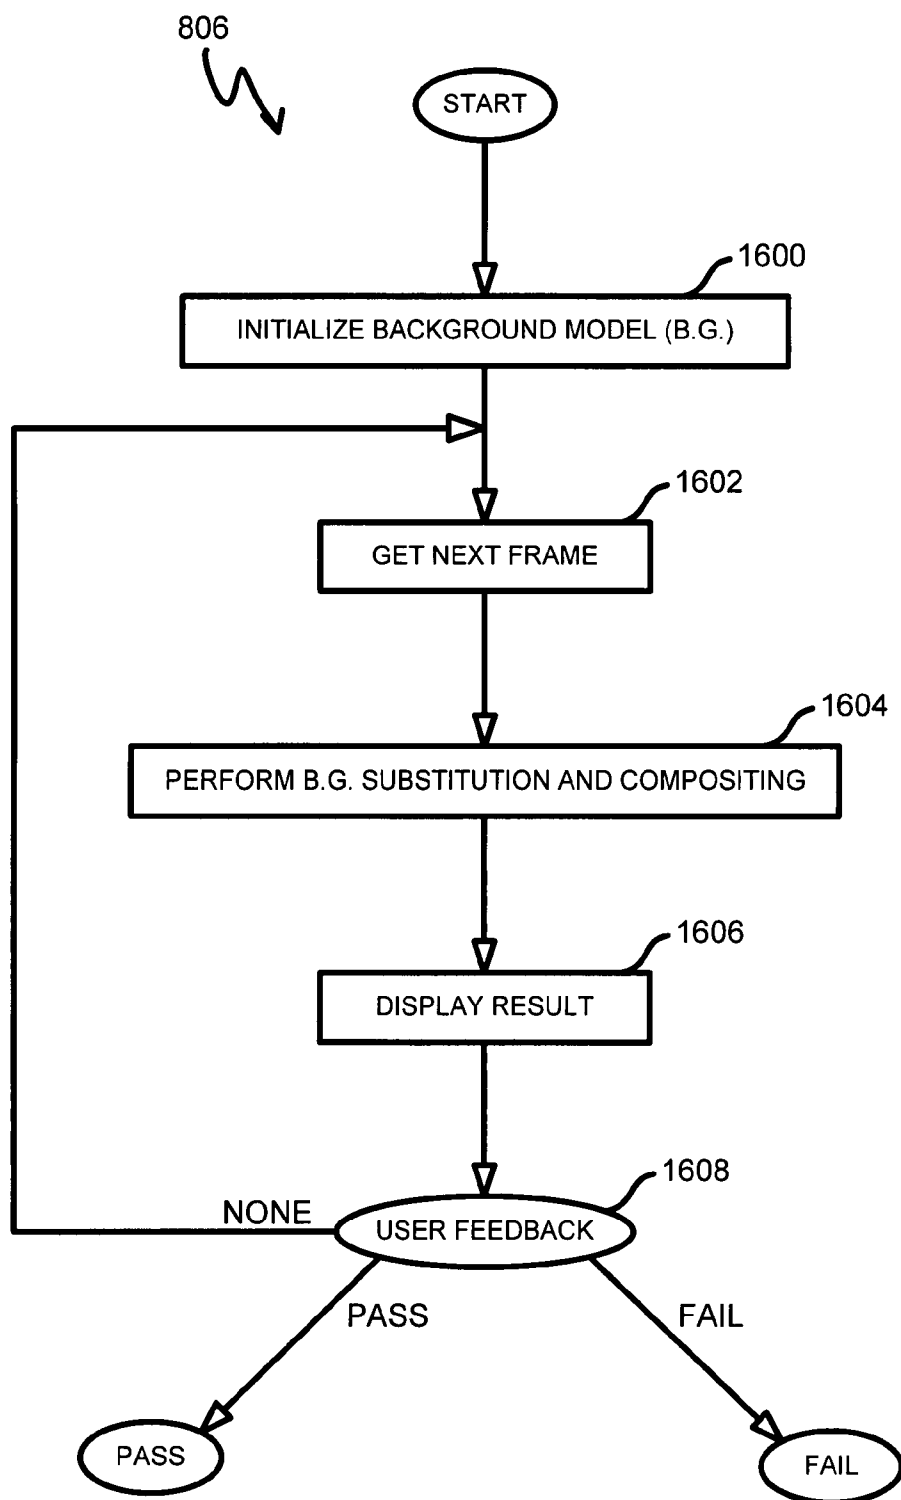 806
START
1600
INITIALIZE BACKGROUND MODEL (B.G.)
1602
GET NEXT FRAME
1604
PERFORM B.G. SUBSTITUTION AND COMPOSITING
1606
DISPLAY RESULT
1608
NONE
USER FEEDBACK
PASS
FAIL
PASS
FAIL